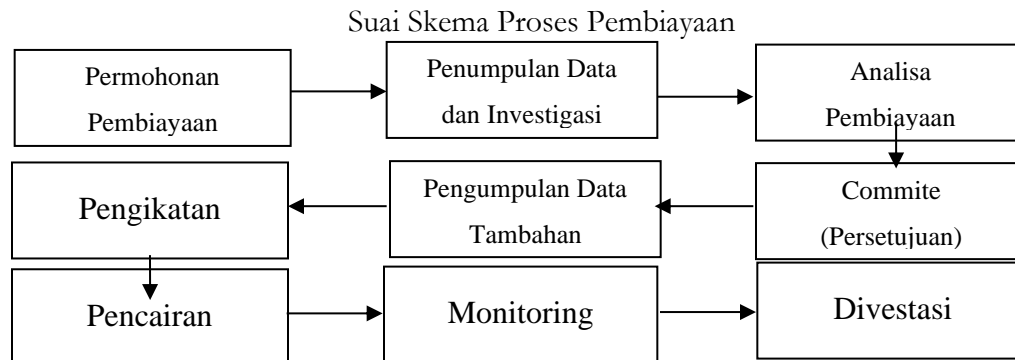 Suai Skema Proses Pembiayaan
Permohonan
Pembiayaan
Penumpulan Data
dan Investigasi
Analisa
Pembiayaan
Pengikatan
Pengumpulan Data
Tambahan
Commite
(Persetujuan)
Pencairan
Monitoring
Divestasi